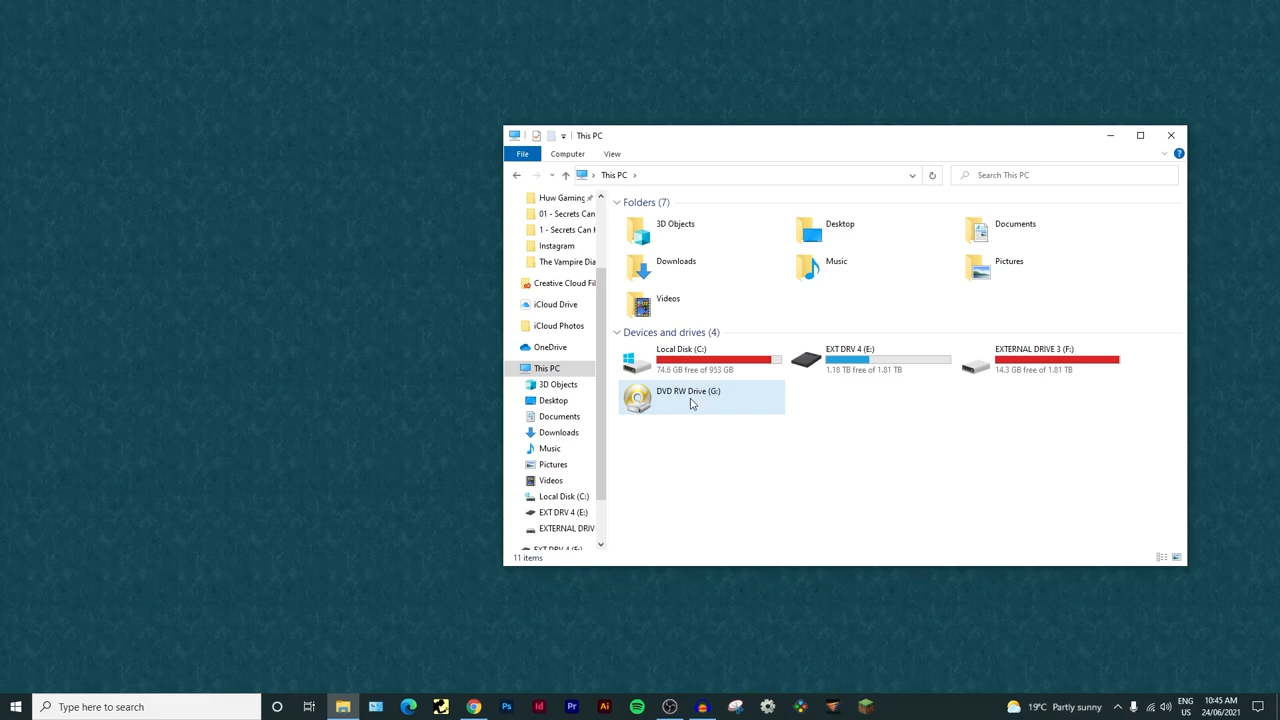 This PC
File Computer View
This PC
Search This PC
Huw Gaming
01 - Secrets Can
1 - Secrets Can
Instagram
The Vampire Dia
Creative Cloud Fil
iCloud Drive
iCloud Photos
OneDrive
This PC
3D Objects
Desktop
Documents
Downloads
Music
Pictures
Videos
Local Disk (C:)
EXT DRV 4 (E:)
EXTERNAL DRIV
Folders (7)
3D Objects
Desktop
Documents
Downloads
Music
Pictures
Videos
Devices and drives (4)
Local Disk (C:)
74.6 GB free of 953 GB
EXT DRV 4 (E:)
1.18 TB free of 1.81 TB
EXTERNAL DRIVE 3 (F:)
14.3 GB free of 1.81 TB
DVD RW Drive (G:)
11 items
Type here to search
Ps Id Pr Ai
19°C Partly sunny
ENG
US
10:45 AM
24/06/2021